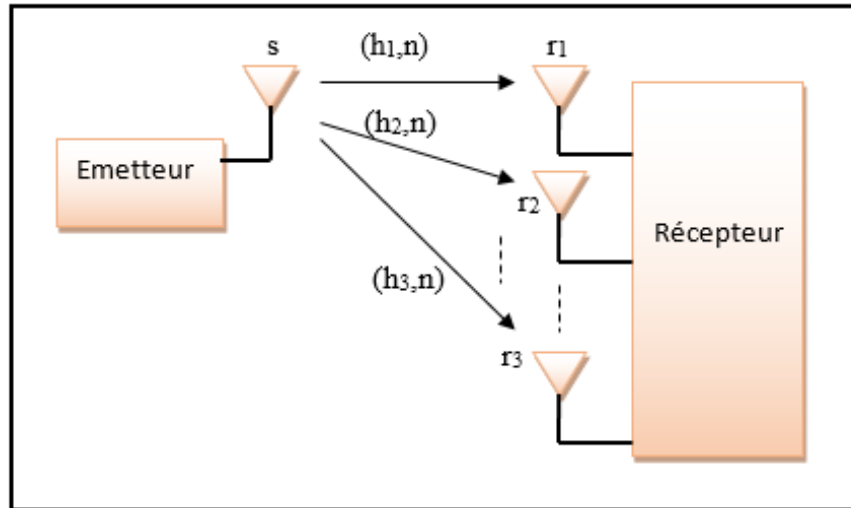 s
(h1,n)
r1
(h2,n)
Emetteur
r2
Récepteur
(h3,n)
r3